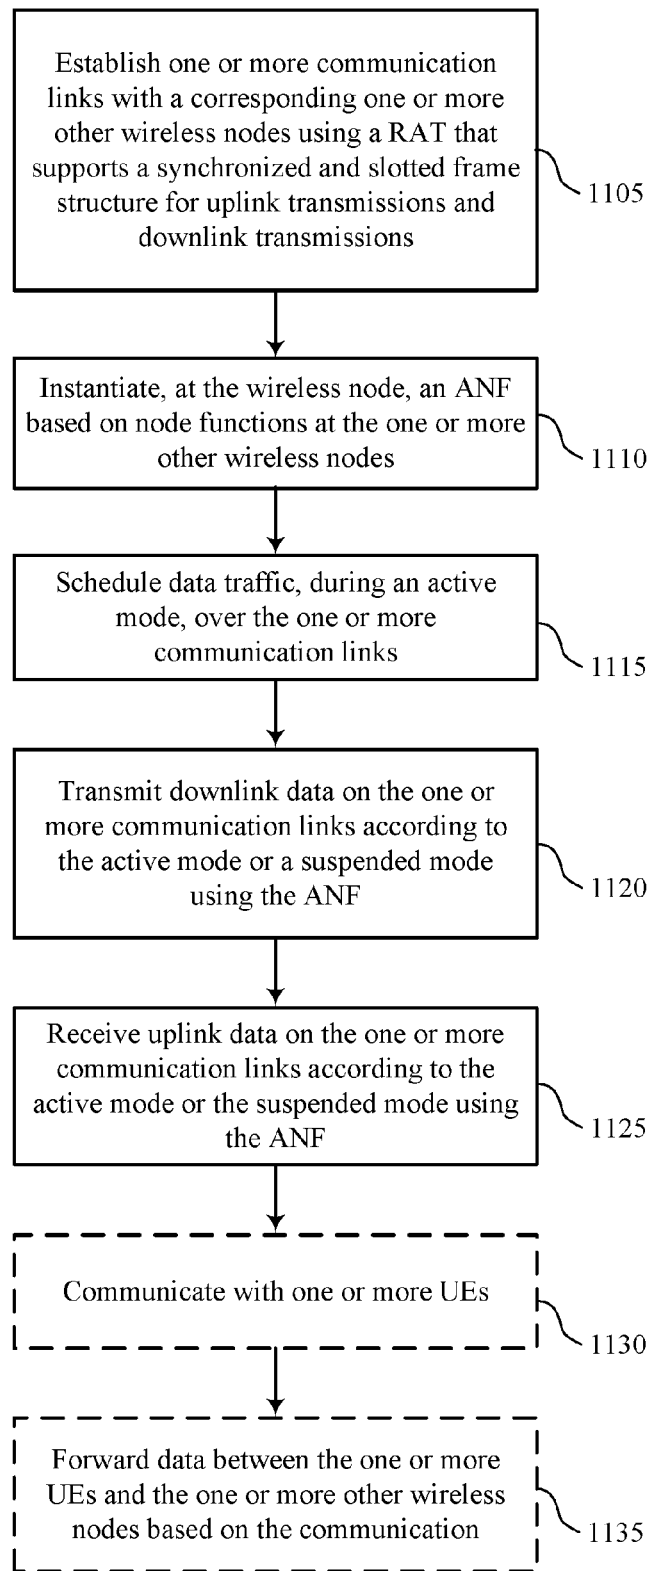 Establish one or more communication
links with a corresponding one or more
other wireless nodes using a RAT that
supports a synchronized and slotted frame
structure for uplink transmissions and
downlink transmissions
1105
Instantiate, at the wireless node, an ANF
based on node functions at the one or more
other wireless nodes
1110
Schedule data traffic, during an active
mode, over the one or more
communication links
1115
Transmit downlink data on the one or
more communication links according to
the active mode or a suspended mode
using the ANF
1120
Receive uplink data on the one or more
communication links according to the
active mode or the suspended mode using
the ANF
1125
Communicate with one or more UEs
1130
Forward data between the one or more
UEs and the one or more other wireless
nodes based on the communication
1135